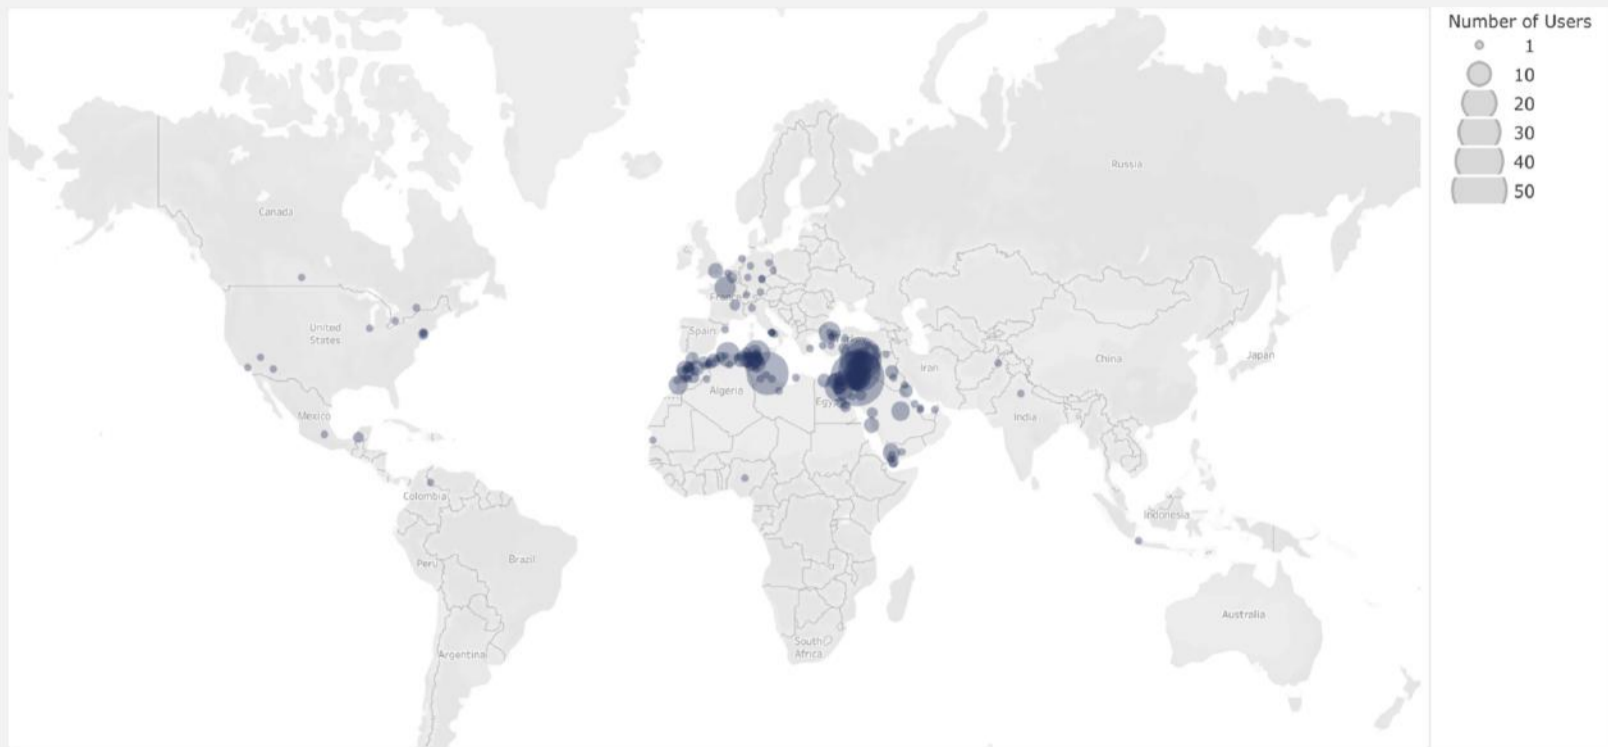 Number of Users
1
10
20
30
40
50
Russia
Canada
United
States
Mexico
Colombia
Peru
Brazil
Argentina
Spain
Algeria
Iran
India
China
Japan
Indonesia
Australia
South
Africa